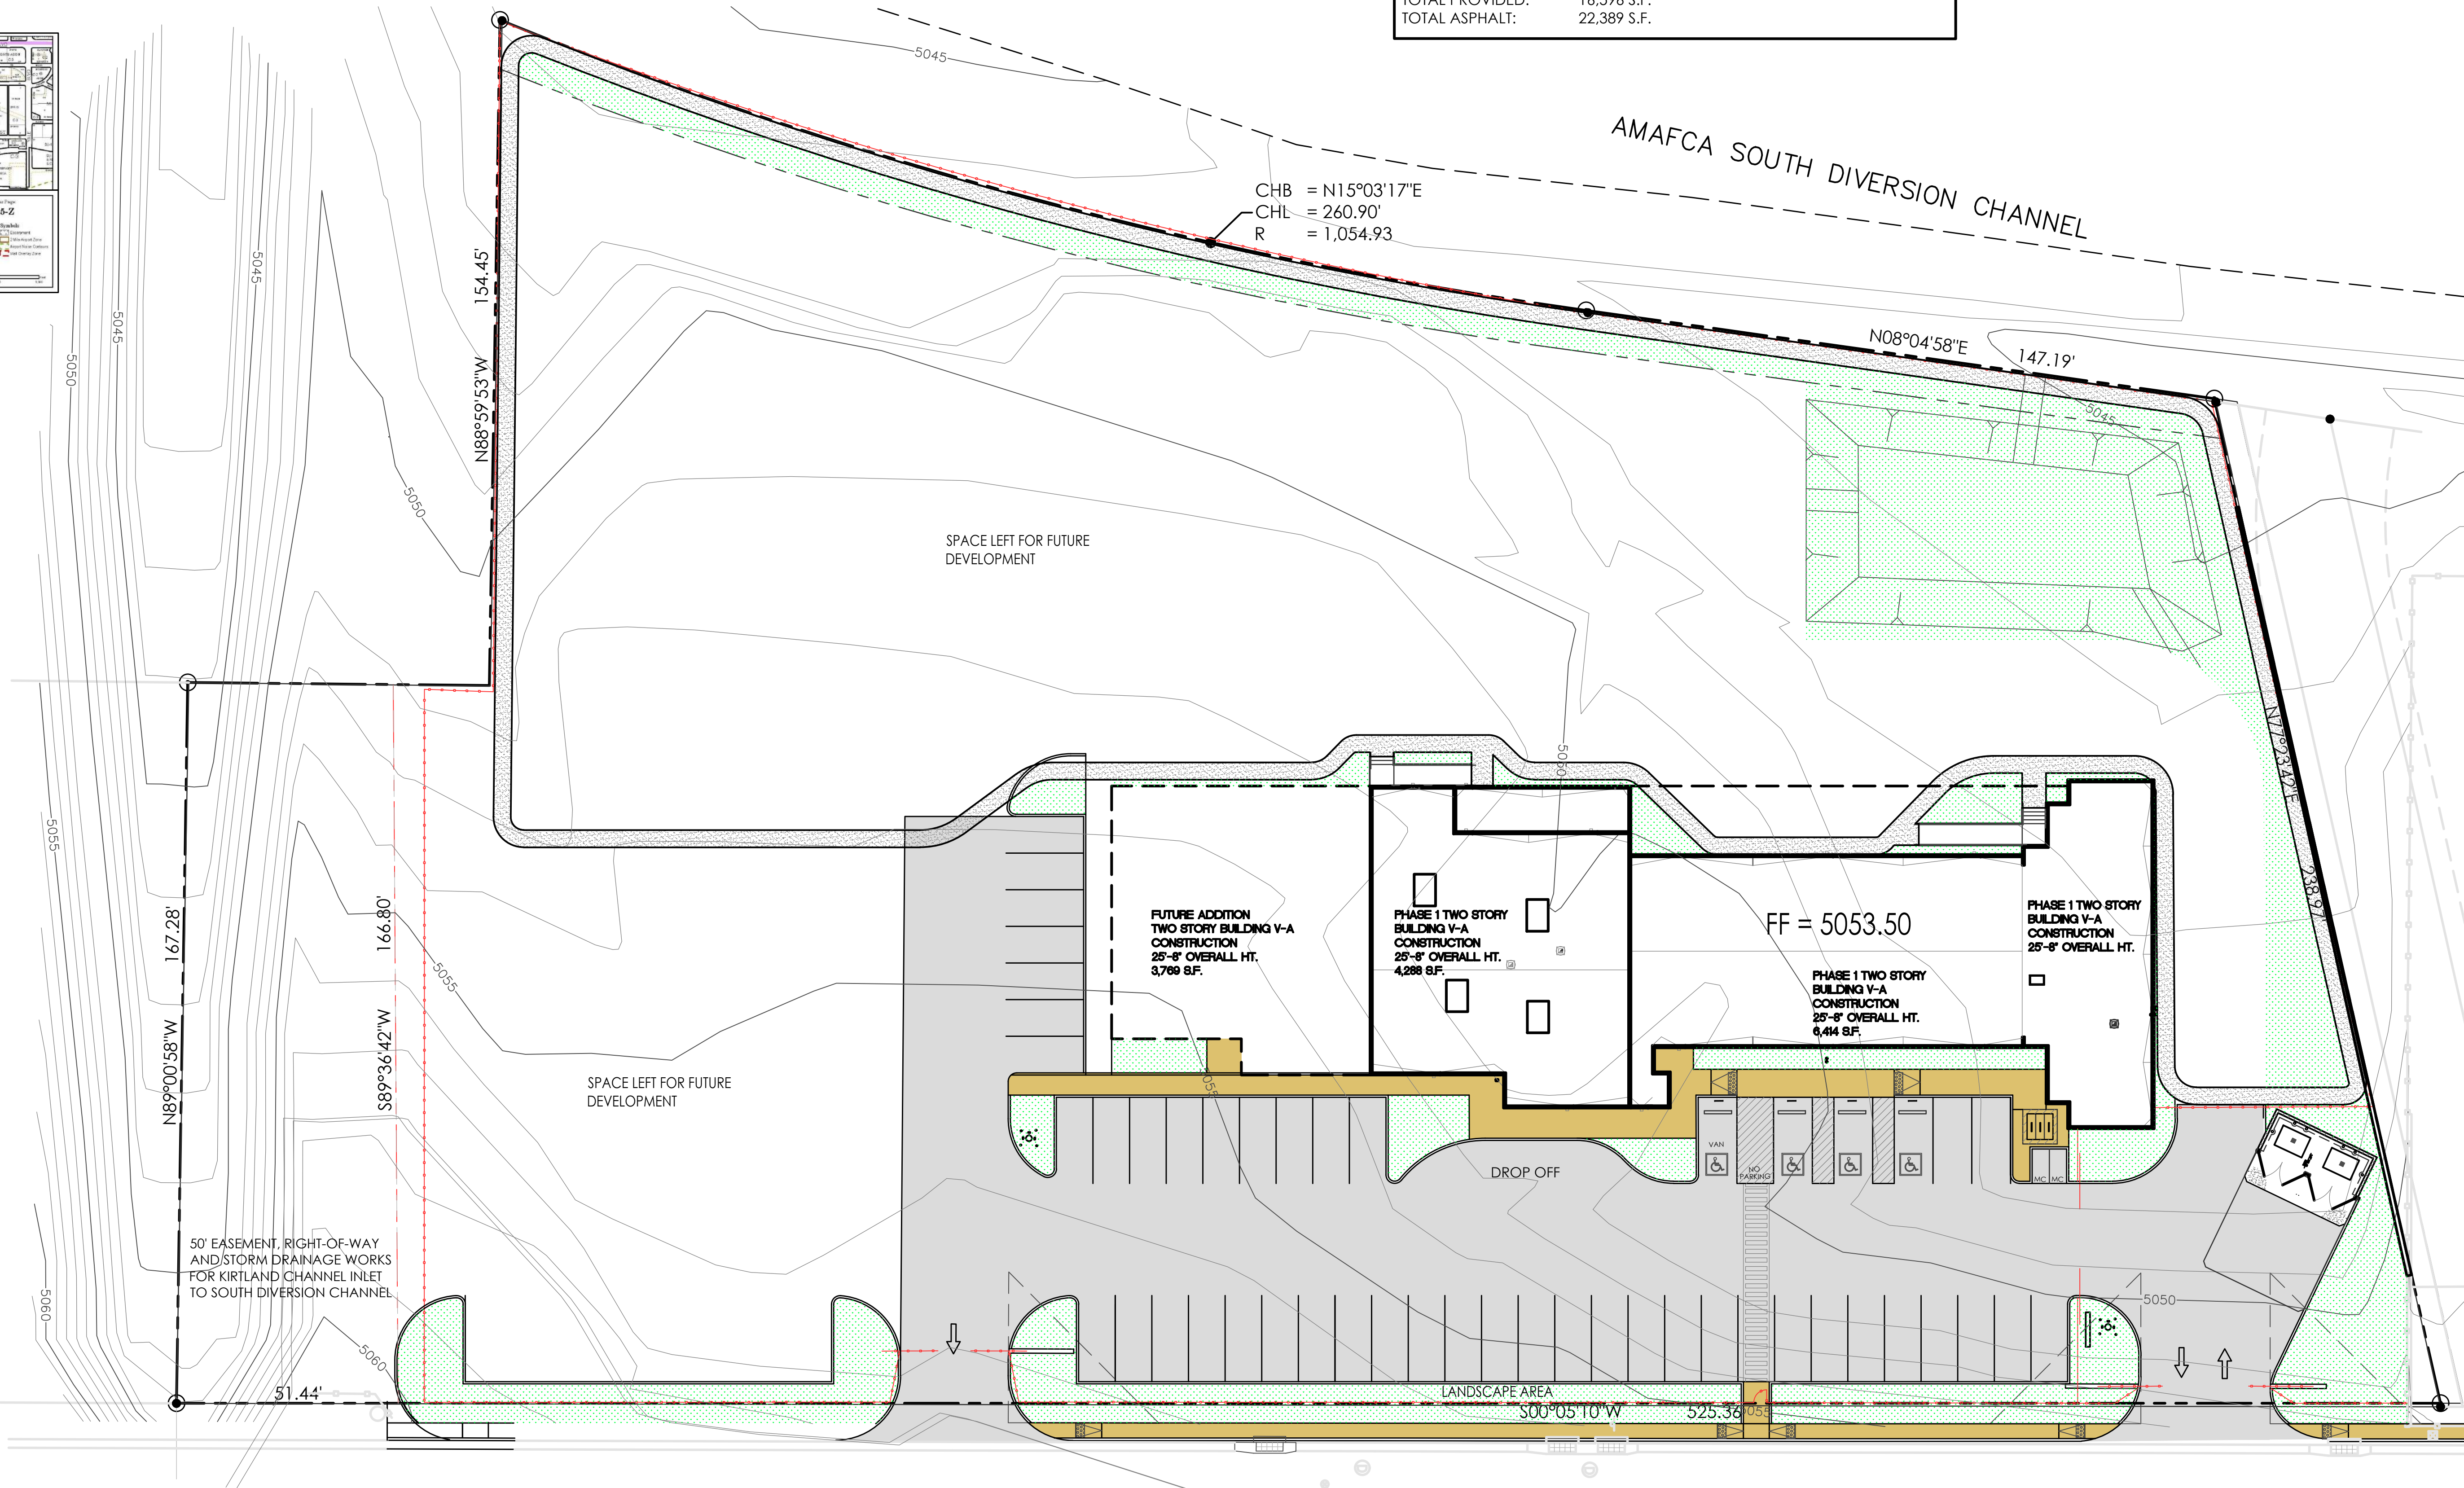 TOTAL ASPHALT: 22,389 S.F.
5045
AMAFCA SOUTH DIVERSION CHANNEL
CHB = N15°03'17"E
CHL = 260.90'
R = 1,054.93
5-Z
5045
5045
5050
154.45'
N88°59'53"W
N08°04'58"E
147.19'
5045
5050
SPACE LEFT FOR FUTURE
DEVELOPMENT
N77°23'42"E
238.97'
5050
5055
167.28'
N89°00'58"W
166.80'
S89°36'42"W
5055
FUTURE ADDITION
TWO STORY BUILDING V-A
CONSTRUCTION
25'-8" OVERALL HT.
3,769 S.F.
PHASE 1 TWO STORY
BUILDING V-A
CONSTRUCTION
25'-8" OVERALL HT.
4,288 S.F.
FF = 5053.50
PHASE 1 TWO STORY
BUILDING V-A
CONSTRUCTION
25'-8" OVERALL HT.
6,414 S.F.
PHASE 1 TWO STORY
BUILDING V-A
CONSTRUCTION
25'-8" OVERALL HT.
SPACE LEFT FOR FUTURE
DEVELOPMENT
5055
DROP OFF
VAN
NO
PARKING
MC MC
50' EASEMENT, RIGHT-OF-WAY
AND STORM DRAINAGE WORKS
FOR KIRTLAND CHANNEL INLET
TO SOUTH DIVERSION CHANNEL
5060
5060
51.44'
5050
LANDSCAPE AREA
S00°05'10"W 525.36
5055